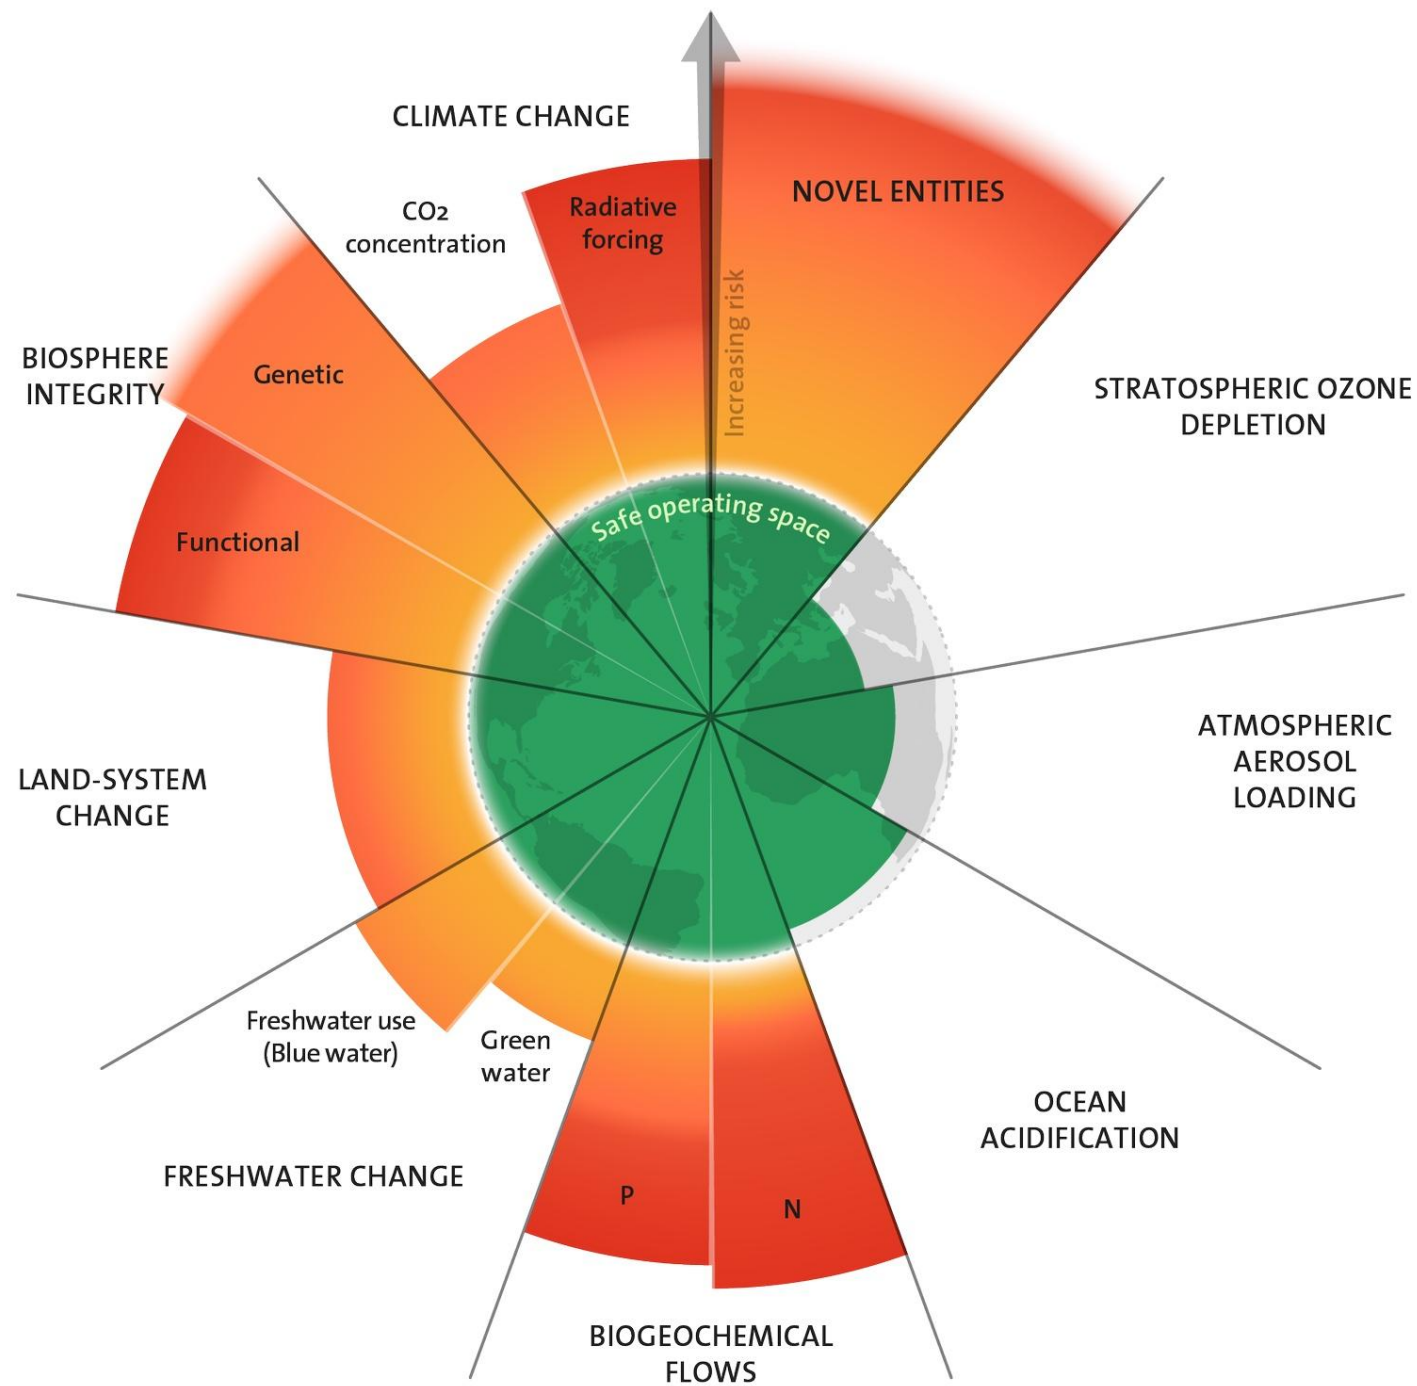 CLIMATE CHANGE
CO2
concentration
Radiative
forcing
NOVEL ENTITIES
Increasing risk
BIOSPHERE
INTEGRITY
Genetic
Functional
STRATOSPHERIC OZONE
DEPLETION
Safe operating space
LAND-SYSTEM
CHANGE
ATMOSPHERIC
AEROSOL
LOADING
Freshwater use
(Blue water)
Green
water
OCEAN
ACIDIFICATION
FRESHWATER CHANGE
P
N
BIOGEOCHEMICAL
FLOWS